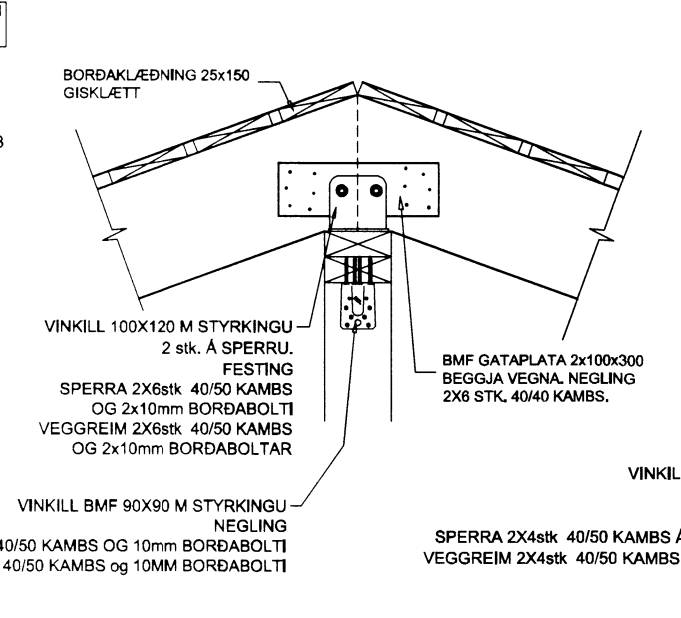 BORÐAKLÆÐNING 25x150
GISKLÆTT
VINKILL 100X120 M STYRKINGU
2 stk. Á SPERRU.
FESTING
SPERRA 2X6stk 40/50 KAMBS
OG 2x10mm BORÐABOLTI
VEGGREIM 2X6stk 40/50 KAMBS
OG 2x10mm BORÐABOLTAR
BMF GATAPLATA 2x100x300
BEGGJA VEGNA. NEGLING
2X6 STK. 40/40 KAMBS.
VINKILL BMF 90X90 M STYRKINGU
NEGLING
40/50 KAMBS OG 10mm BORÐABOLTI
40/50 KAMBS og 10MM BORÐABOLTI
VINKIL
SPERRA 2X4stk 40/50 KAMBS Á
VEGGREIM 2X4stk 40/50 KAMBS